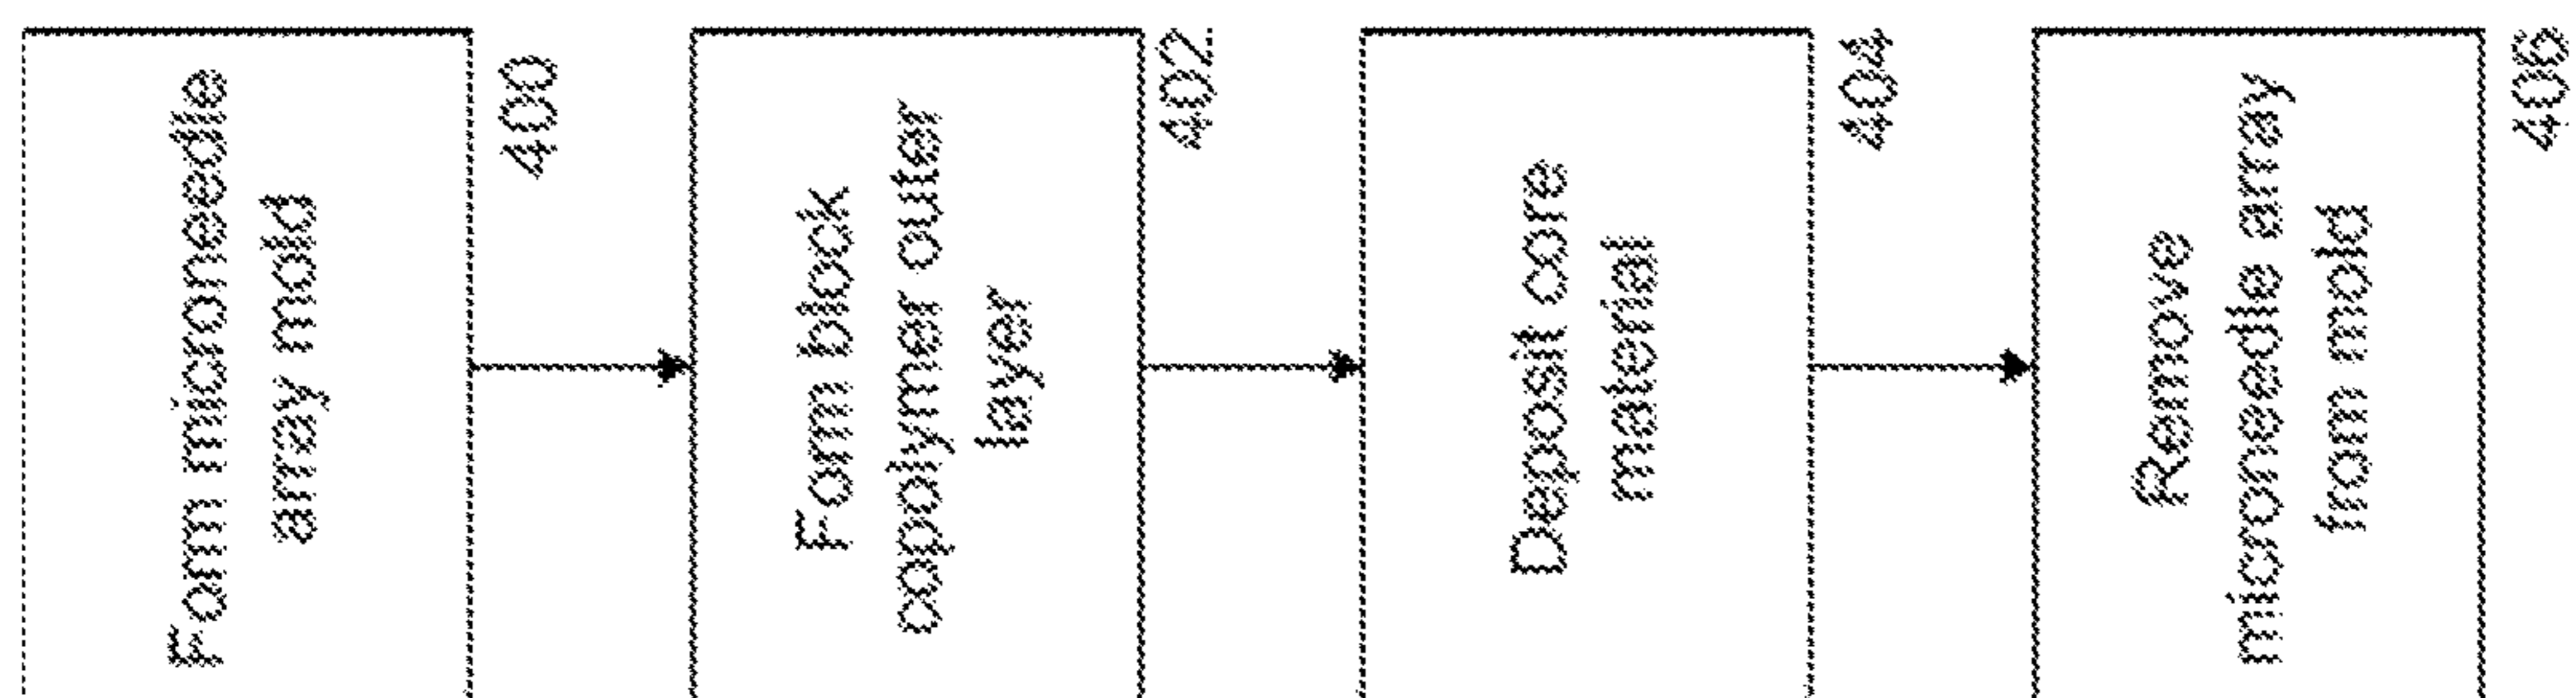 Form microneedle
array mold
400
Form block
copolymer outer
layer
402
Deposit core
material
404
Remove
microneedle array
from mold
406